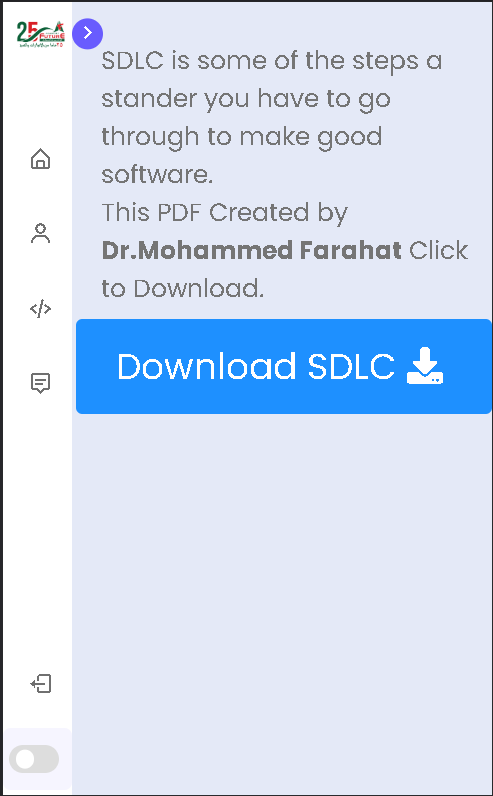 25
FUTURE
SDLC is some of the steps a
stander you have to go
through to make good
software.
This PDF Created by
Dr.Mohammed Farahat Click
to Download.
Download SDLC